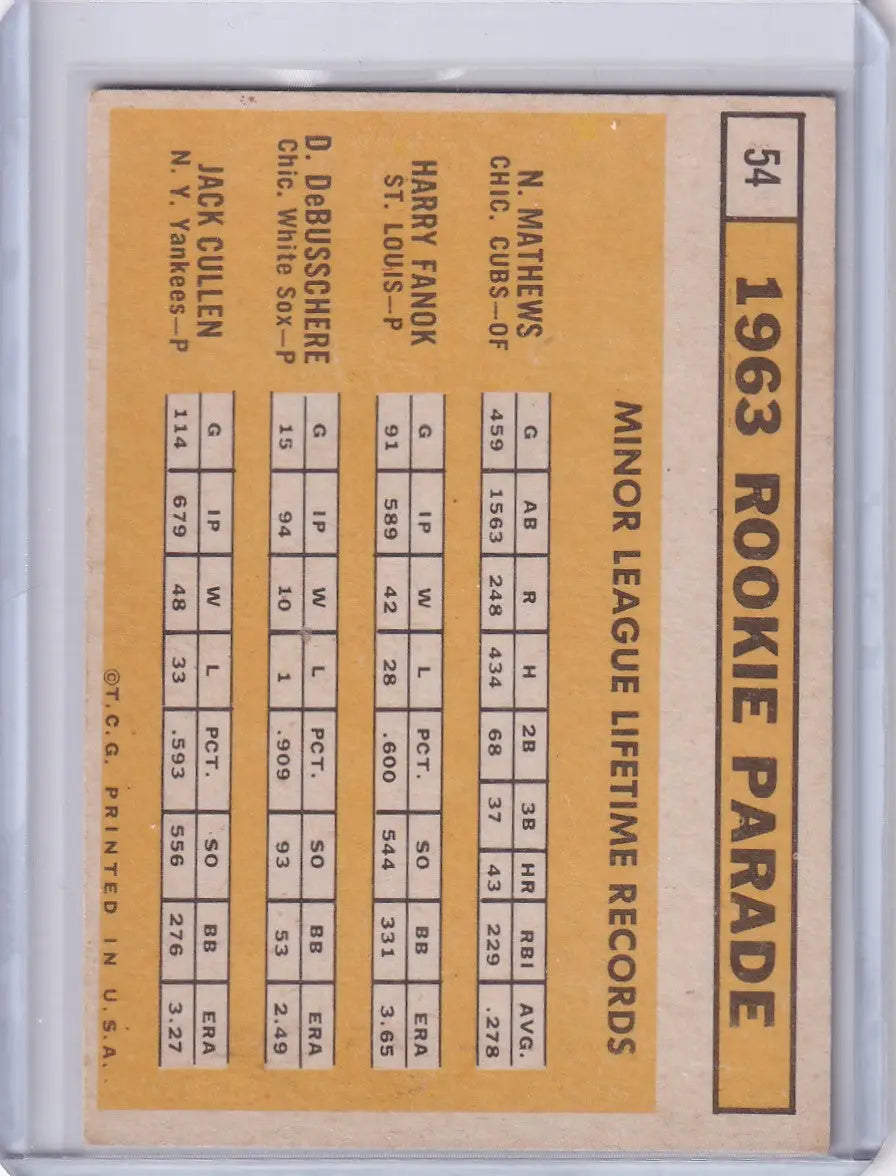 54
1963 ROOKIE PARADE
MINOR LEAGUE LIFETIME RECORDS
N. MATHEWS
CHIC. CUBS—OF
G AB R H 2B 3B HR RBI AVG.
459 1563 248 434 68 37 43 229 .278
HARRY FANOK
ST. LOUIS—P
G IP W L PCT. SO BB ERA
91 589 42 28 .600 544 331 3.65
D. DeBUSSCHERE
Chic. White Sox—P
G IP W L PCT. SO BB ERA
15 94 10 1 .909 93 53 2.49
JACK CULLEN
N. Y. Yankees—P
G IP W L PCT. SO BB ERA
114 679 48 33 .593 556 276 3.27
©T.C.G. PRINTED IN U.S.A.